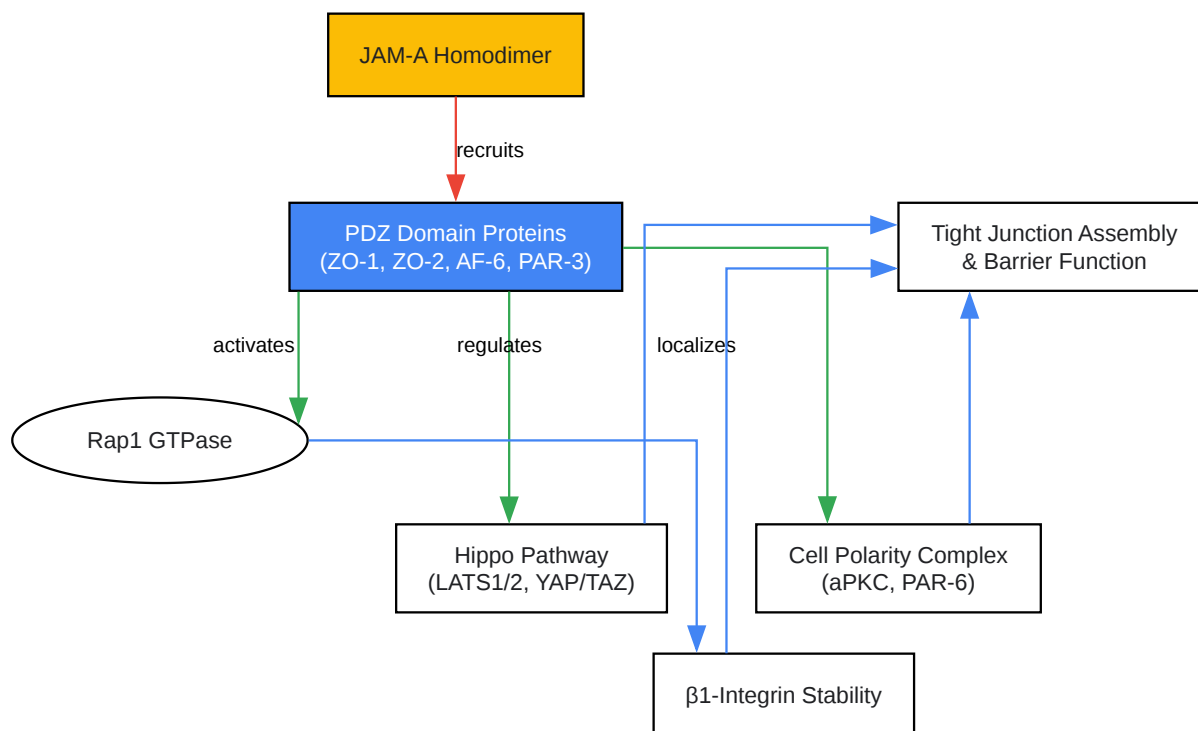 JAM-A Homodimer
recruits
PDZ Domain Proteins
(ZO-1, ZO-2, AF-6, PAR-3)
Tight Junction Assembly
& Barrier Function
activates
regulates
localizes
Rap1 GTPase
Hippo Pathway
(LATS1/2, YAP/TAZ)
Cell Polarity Complex
(aPKC, PAR-6)
β1-Integrin Stability